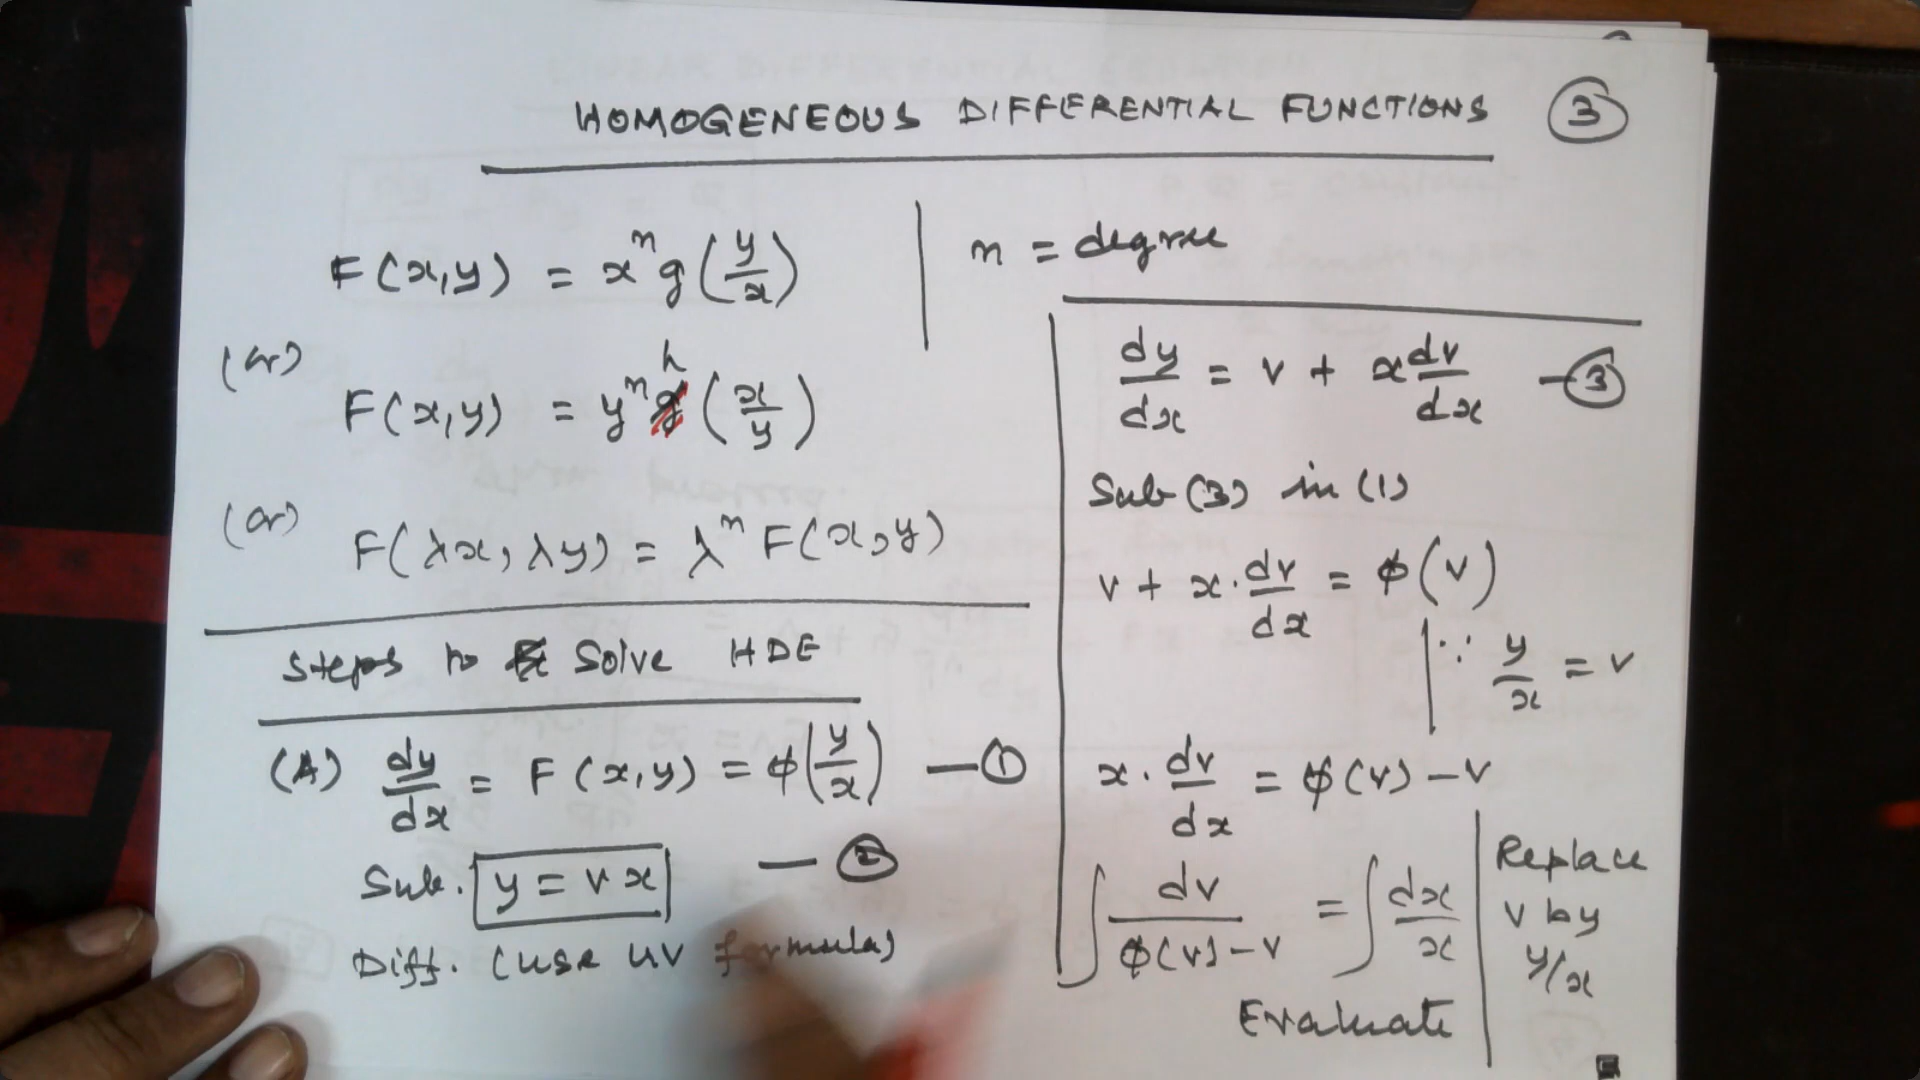 HOMOGENEOUS DIFFERENTIAL FUNCTIONS (3)
F(x,y) = x^n g(y/x)
(or)
F(x,y) = y^n h(x/y)
(or)
F(λx, λy) = λ^n F(x,y)
Steps to Solve HDE
(A) dy/dx = F(x,y) = φ(y/x) — (1)
Sub. y = vx — (2)
Diff. (use uv formula)
n = degree
dy/dx = v + x dv/dx — (3)
Sub (3) in (1)
v + x. dv/dx = φ(v)
∵ y/x = v
x. dv/dx = φ(v) – v
∫ dv/(φ(v) – v) = ∫ dx/x
Evaluate
Replace
v by
y/x